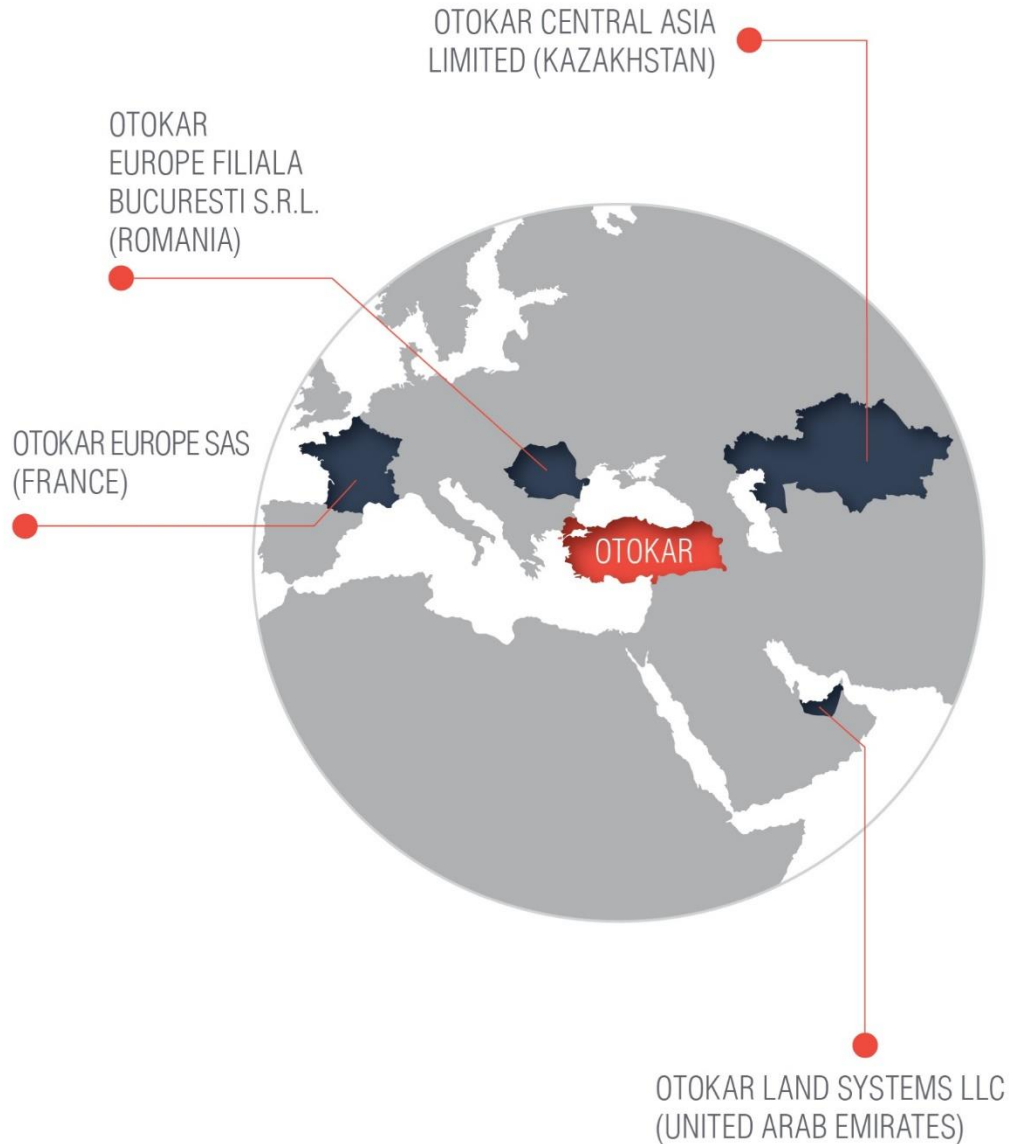 OTOKAR CENTRAL ASIA
LIMITED (KAZAKHSTAN)
OTOKAR
EUROPE FILIALA
BUCURESTI S.R.L.
(ROMANIA)
OTOKAR EUROPE SAS
(FRANCE)
OTOKAR
OTOKAR LAND SYSTEMS LLC
(UNITED ARAB EMIRATES)